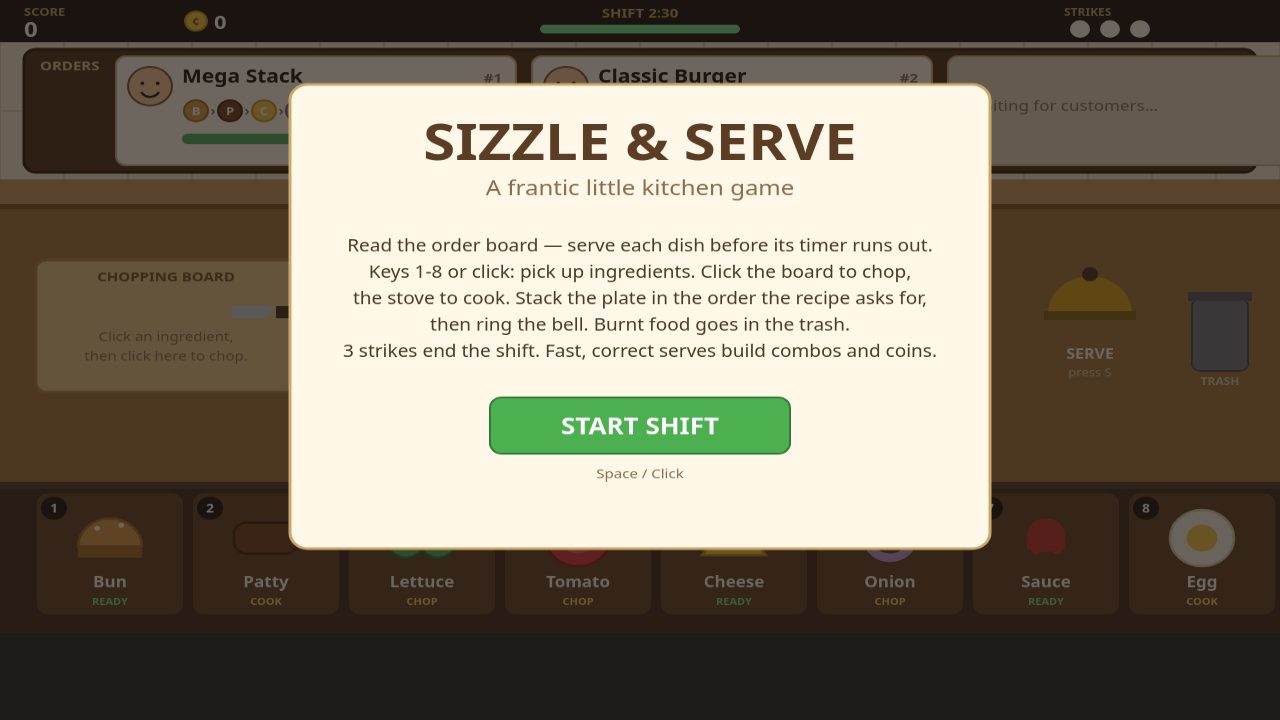 SCORE
0
C
0
SHIFT 2:30
STRIKES
ORDERS
Mega Stack
#1
B › P › C ›
Classic Burger
#2
iting for customers...
SIZZLE & SERVE
A frantic little kitchen game
Read the order board — serve each dish before its timer runs out.
Keys 1-8 or click: pick up ingredients. Click the board to chop,
the stove to cook. Stack the plate in the order the recipe asks for,
then ring the bell. Burnt food goes in the trash.
3 strikes end the shift. Fast, correct serves build combos and coins.
START SHIFT
Space / Click
CHOPPING BOARD
Click an ingredient,
then click here to chop.
SERVE
press S
TRASH
1
Bun
READY
2
Patty
COOK
Lettuce
CHOP
Tomato
CHOP
Cheese
READY
Onion
CHOP
Sauce
READY
8
Egg
COOK